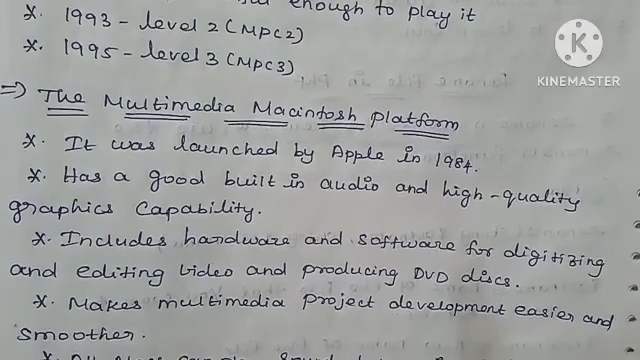 enough to play it
*. 1993 - level 2 (MPC2)
*. 1995 - level 3 (MPC3)
KINEMASTER
=) The Multimedia Macintosh platform
*. It was launched by Apple in 1984.
*. Has a good built in audio and high-quality
graphics Capability.
*. Includes hardware and software for digitizing
and editing video and producing DVD discs.
*. Makes multimedia project development easier and
smoother.